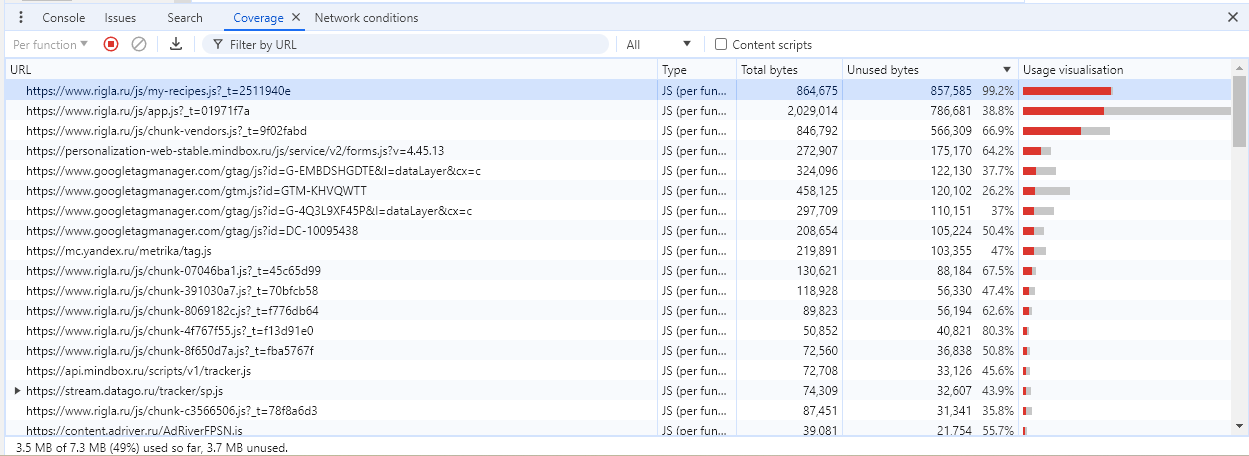 Console Issues Search Coverage Network conditions
Per function Filter by URL All Content scripts
URL Type Total bytes Unused bytes Usage visualisation
https://www.rigla.ru/js/my-recipes.js?_t=2511940e JS (per fun... 864,675 857,585 99.2%
https://www.rigla.ru/js/app.js?_t=01971f7a JS (per fun... 2,029,014 786,681 38.8%
https://www.rigla.ru/js/chunk-vendors.js?_t=9f02fabd JS (per fun... 846,792 566,309 66.9%
https://personalization-web-stable.mindbox.ru/js/service/v2/forms.js?v=4.45.13 JS (per fun... 272,907 175,170 64.2%
https://www.googletagmanager.com/gtag/js?id=G-EMBDSHGDTE&l=dataLayer&cx=c JS (per fun... 324,096 122,130 37.7%
https://www.googletagmanager.com/gtm.js?id=GTM-KHVQWTT JS (per fun... 458,125 120,102 26.2%
https://www.googletagmanager.com/gtag/js?id=G-4Q3L9XF45P&l=dataLayer&cx=c JS (per fun... 297,709 110,151 37%
https://www.googletagmanager.com/gtag/js?id=DC-10095438 JS (per fun... 208,654 105,224 50.4%
https://mc.yandex.ru/metrika/tag.js JS (per fun... 219,891 103,355 47%
https://www.rigla.ru/js/chunk-07046ba1.js?_t=45c65d99 JS (per fun... 130,621 88,184 67.5%
https://www.rigla.ru/js/chunk-391030a7.js?_t=70bfcb58 JS (per fun... 118,928 56,330 47.4%
https://www.rigla.ru/js/chunk-8069182c.js?_t=f776db64 JS (per fun... 89,823 56,194 62.6%
https://www.rigla.ru/js/chunk-4f767f55.js?_t=f13d91e0 JS (per fun... 50,852 40,821 80.3%
https://www.rigla.ru/js/chunk-8f650d7a.js?_t=fba5767f JS (per fun... 72,560 36,838 50.8%
https://api.mindbox.ru/scripts/v1/tracker.js JS (per fun... 72,708 33,126 45.6%
https://stream.datago.ru/tracker/sp.js JS (per fun... 74,309 32,607 43.9%
https://www.rigla.ru/js/chunk-c3566506.js?_t=78f8a6d3 JS (per fun... 87,451 31,341 35.8%
https://content.adriver.ru/AdRiverFPSN.js JS (per fun... 39,081 21,754 55.7%
3.5 MB of 7.3 MB (49%) used so far, 3.7 MB unused.